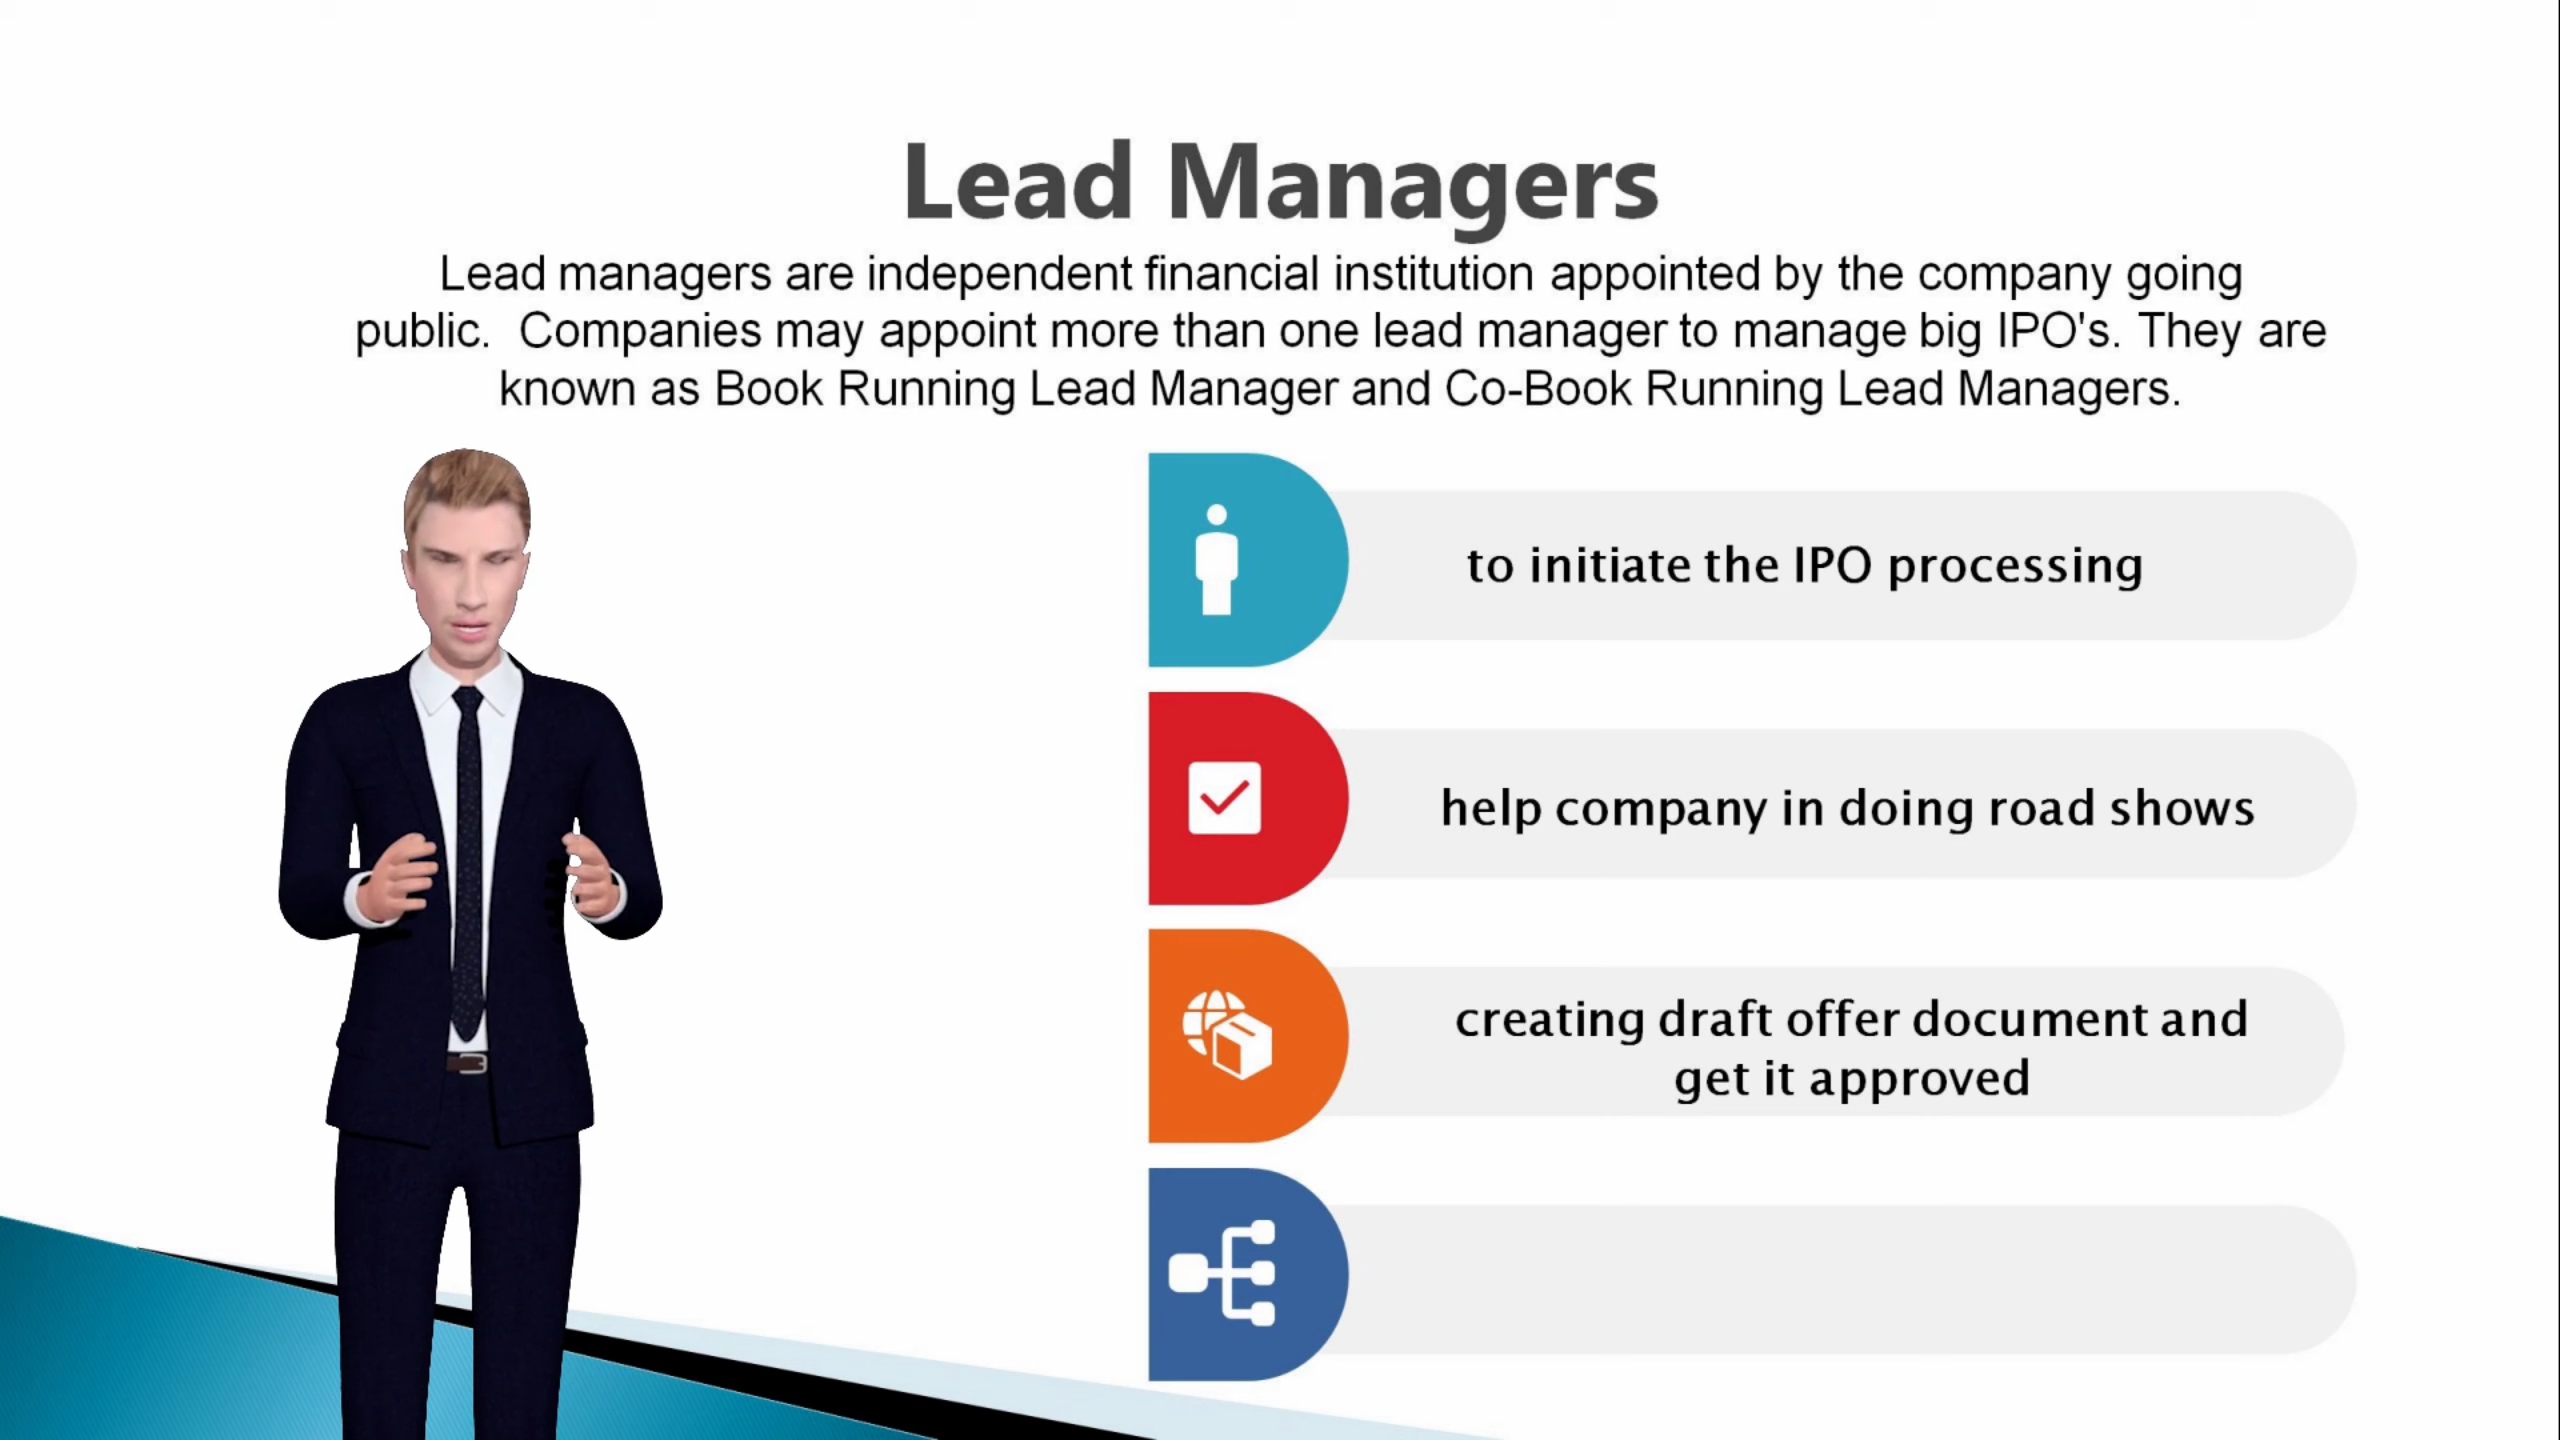 Lead Managers
Lead managers are independent financial institution appointed by the company going
public.  Companies may appoint more than one lead manager to manage big IPO's. They are
known as Book Running Lead Manager and Co-Book Running Lead Managers.
to initiate the IPO processing
help company in doing road shows
creating draft offer document and
get it approved